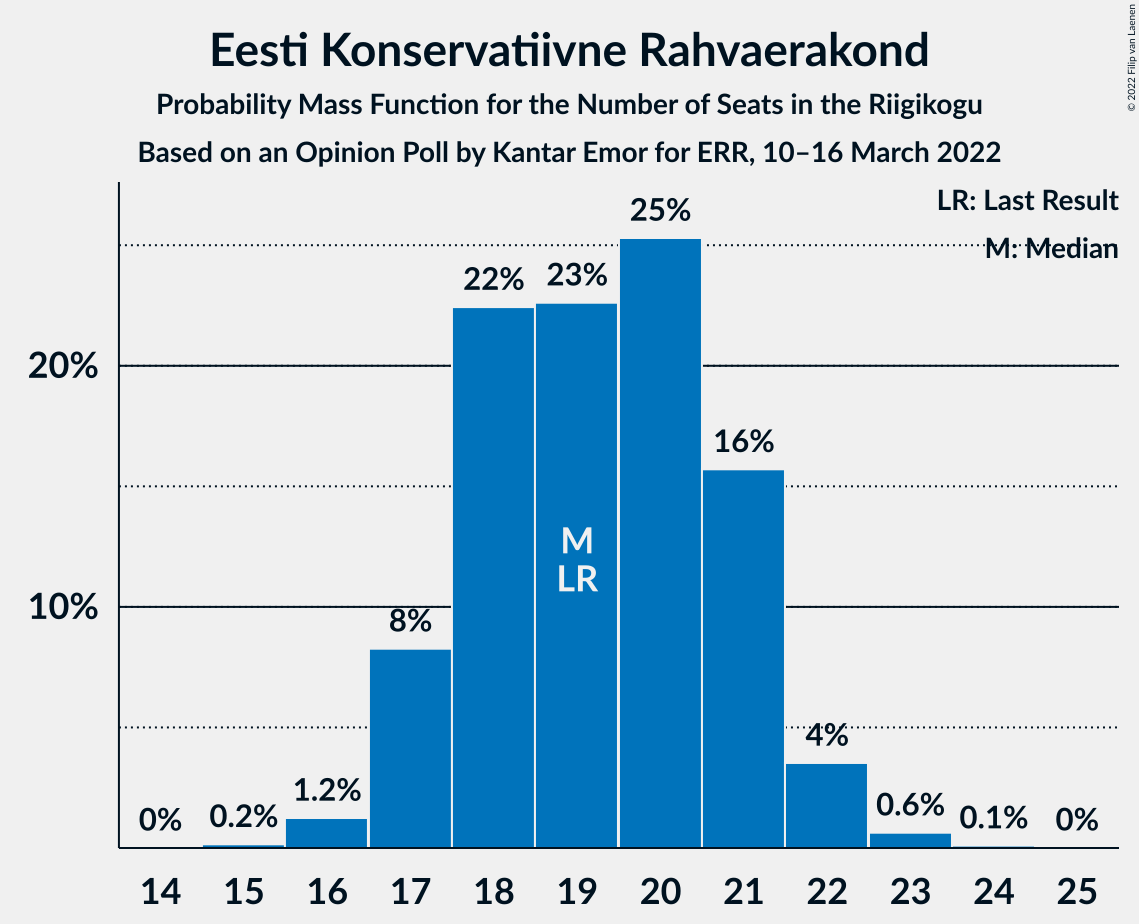 Eesti Konservatiivne Rahvaerakond
Probability Mass Function for the Number of Seats in the Riigikogu
Based on an Opinion Poll by Kantar Emor for ERR, 10–16 March 2022
© 2022 Filip van Laenen
LR: Last Result
M: Median
20%
10%
0%
0.2%
1.2%
8%
22%
23%
25%
16%
4%
0.6%
0.1%
0%
M
LR
14 15 16 17 18 19 20 21 22 23 24 25